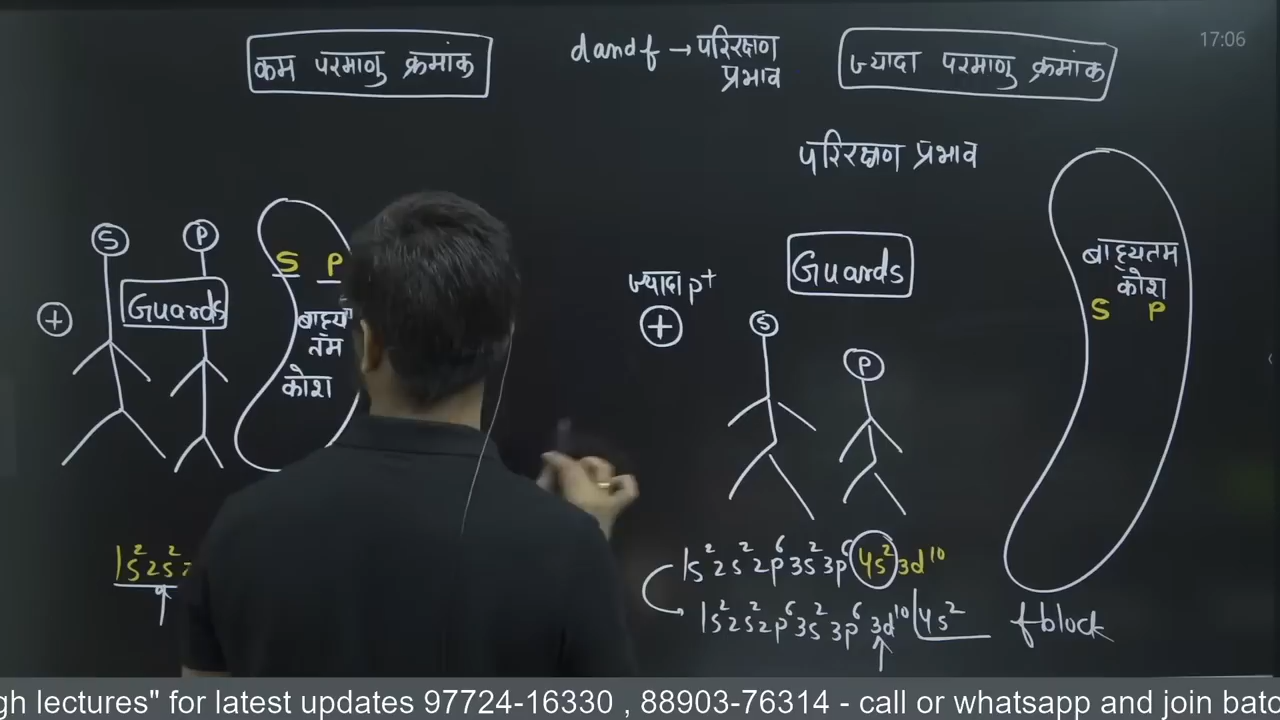 17:06
कम परमाणु क्रमांक
d and f → परिरक्षण
प्रभाव
ज्यादा परमाणु क्रमांक
परिरक्षण प्रभाव
S P
Guards
+
S P
बाह्य
तम
कोश
1s² 2s²
ज्यादा p⁺
+
Guards
S
P
बाह्यतम
कोश
S P
1s² 2s² 2p⁶ 3s² 3p⁶ 4s² 3d¹⁰
1s² 2s² 2p⁶ 3s² 3p⁶ 3d¹⁰ 4s²
f block
gh lectures" for latest updates 97724-16330 , 88903-76314 - call or whatsapp and join batc